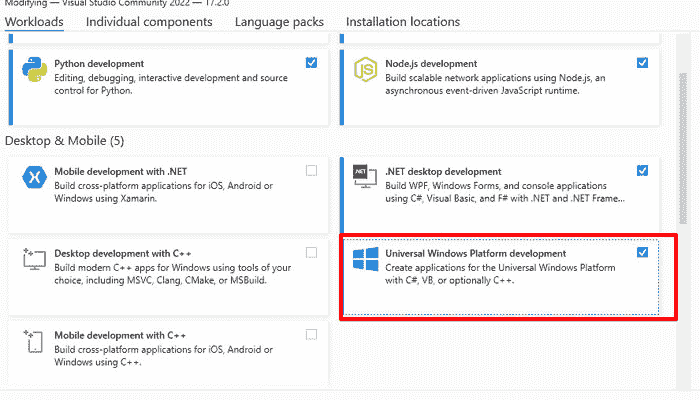 Modifying — Visual Studio Community 2022 — 17.2.0
Workloads Individual components Language packs Installation locations
Python development
Editing, debugging, interactive development and source
control for Python.
Node.js development
Build scalable network applications using Node.js, an
asynchronous event-driven JavaScript runtime.
JS
Desktop & Mobile (5)
Mobile development with .NET
Build cross-platform applications for iOS, Android or
Windows using Xamarin.
.NET
.NET desktop development
Build WPF, Windows Forms, and console applications
using C#, Visual Basic, and F# with .NET and .NET Frame...
Desktop development with C++
Build modern C++ apps for Windows using tools of your
choice, including MSVC, Clang, CMake, or MSBuild.
Universal Windows Platform development
Create applications for the Universal Windows Platform
with C#, VB, or optionally C++.
Mobile development with C++
Build cross-platform applications for iOS, Android or
Windows using C++.